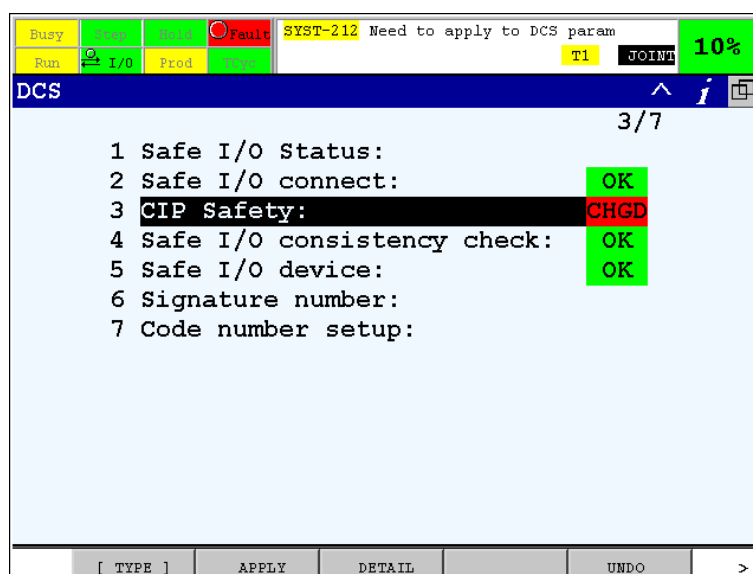 Busy Step Hold Fault SYST-212 Need to apply to DCS param
Run I/O Prod TCyc T1 JOINT 10%
DCS i
3/7
1 Safe I/O Status:
2 Safe I/O connect: OK
3 CIP Safety: CHGD
4 Safe I/O consistency check: OK
5 Safe I/O device: OK
6 Signature number:
7 Code number setup:
[ TYPE ] APPLY DETAIL UNDO >